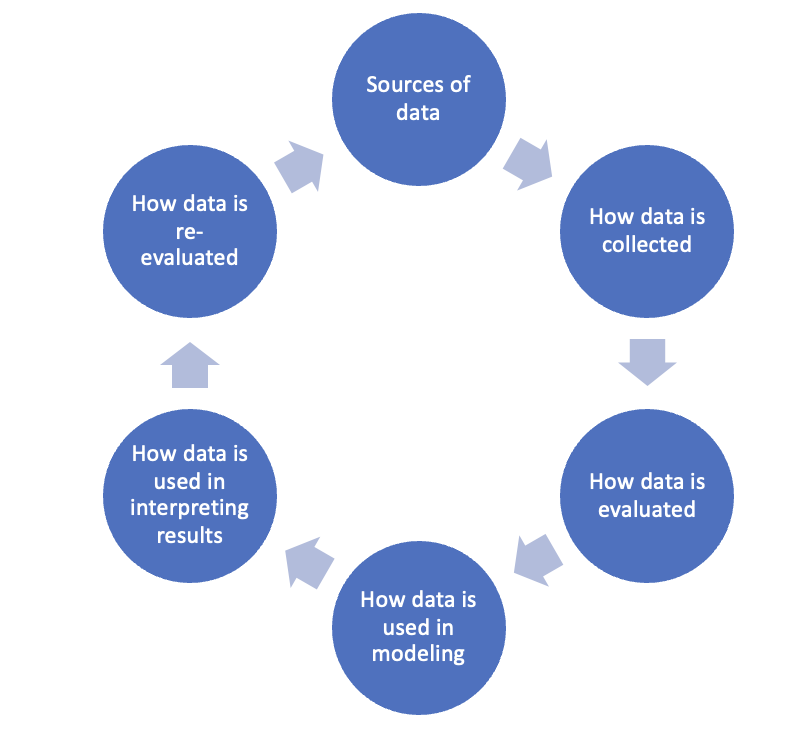 Sources of
data
How data is
collected
How data is
evaluated
How data is
used in
modeling
How data is
used in
interpreting
results
How data is
re-
evaluated